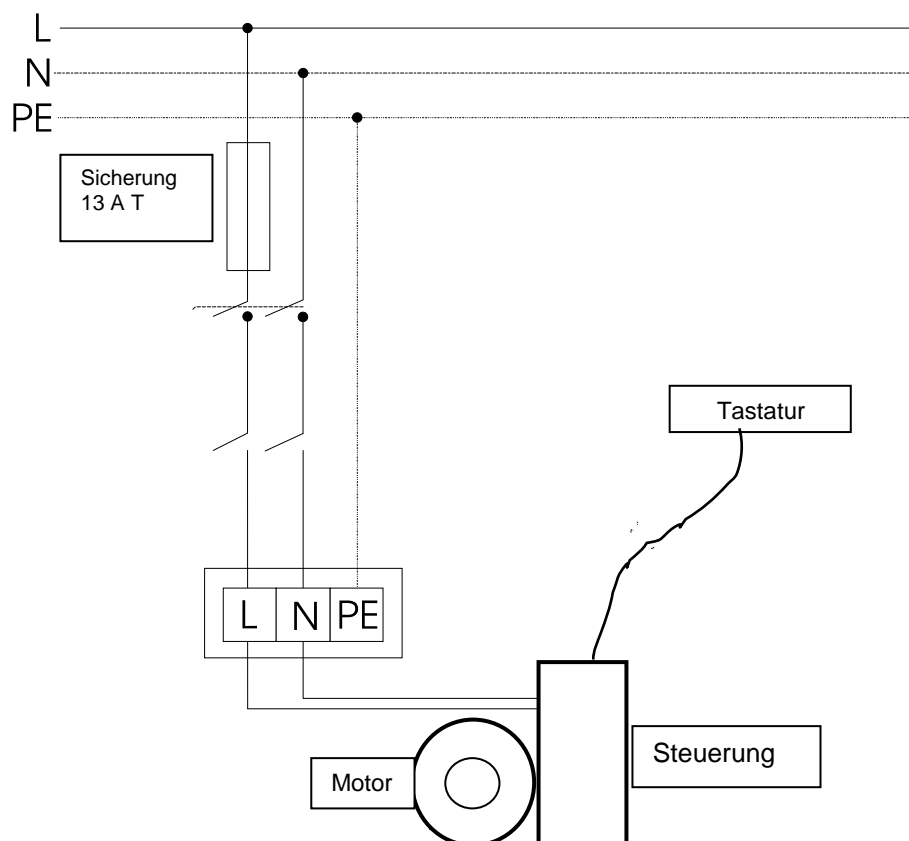 L
N
PE
Sicherung
13 A T
Tastatur
L N PE
Steuerung
Motor